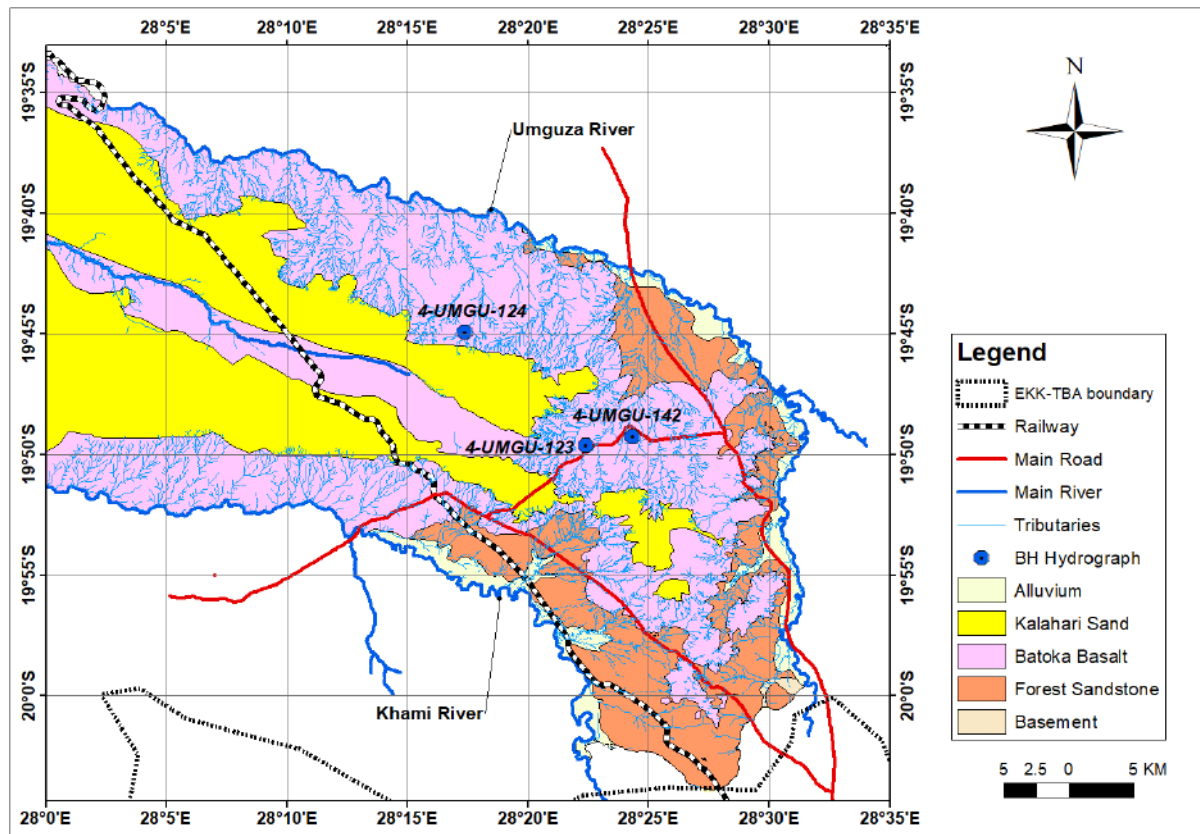 28°5'E 28°10'E 28°15'E 28°20'E 28°25'E 28°30'E 28°35'E
N
19°35'S 19°35'S
Umguza River
19°40'S 19°40'S
4-UMGU-124
19°45'S 19°45'S
Legend
EKK-TBA boundary
4-UMGU-142
Railway
4-UMGU-123
19°50'S 19°50'S
Main Road
Main River
Tributaries
BH Hydrograph
19°55'S 19°55'S
Alluvium
Kalahari Sand
Batoka Basalt
Forest Sandstone
20°0'S 20°0'S
Khami River
Basement
5 2.5 0 5 KM
28°0'E 28°5'E 28°10'E 28°15'E 28°20'E 28°25'E 28°30'E 28°35'E